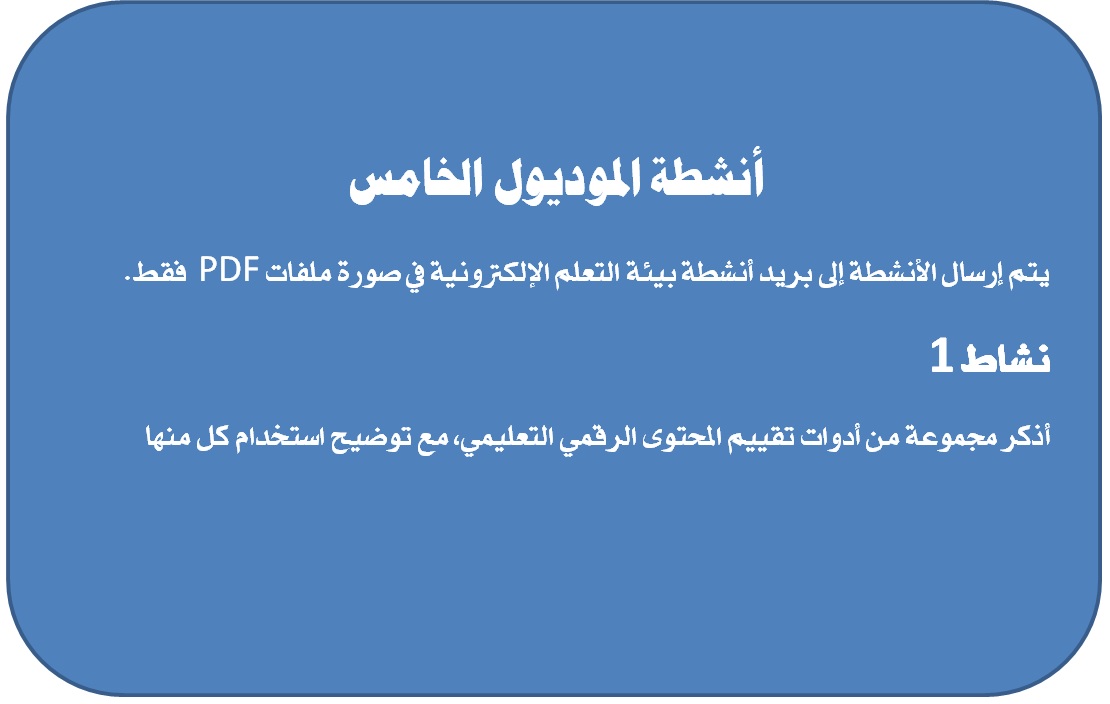 أنشطة الموديول الخامس
يتم إرسال الأنشطة إلى بريد أنشطة بيئة التعلم الإلكترونية في صورة ملفات PDF فقط.
نشاط 1
أذكر مجموعة من أدوات تقييم المحتوى الرقمي التعليمي، مع توضيح استخدام كل منها